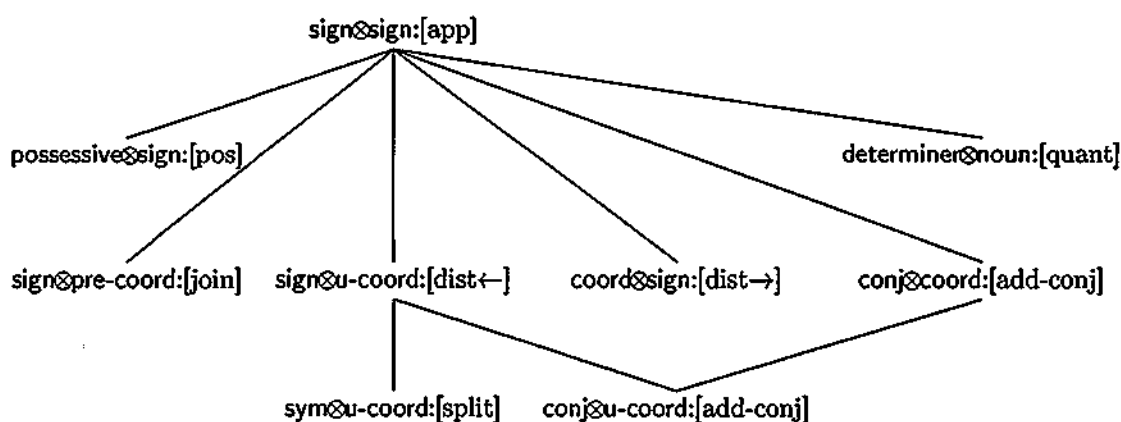 sign⊗sign:[app]
possessive⊗sign:[pos] determiner⊗noun:[quant]
sign⊗pre-coord:[join] sign⊗u-coord:[dist←] coord⊗sign:[dist→] conj⊗coord:[add-conj]
sym⊗u-coord:[split] conj⊗u-coord:[add-conj]